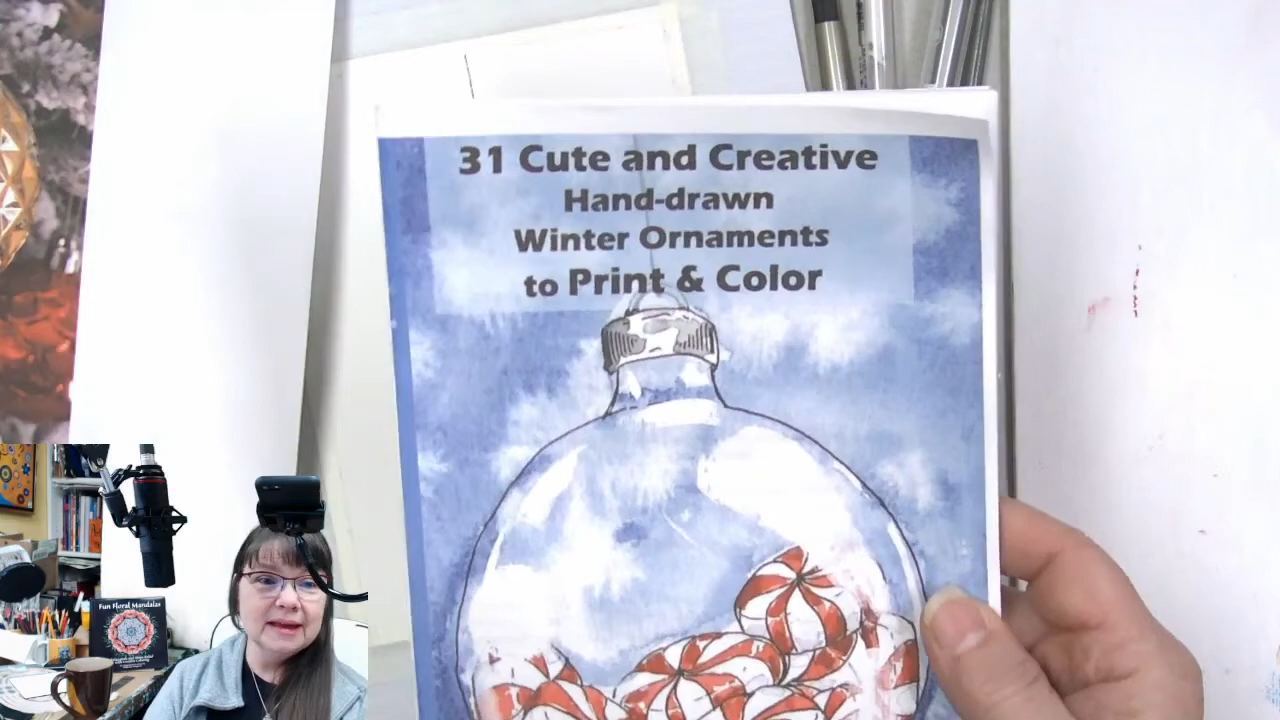 31 Cute and Creative
Hand-drawn
Winter Ornaments
to Print & Color
Fun Floral Mandalas